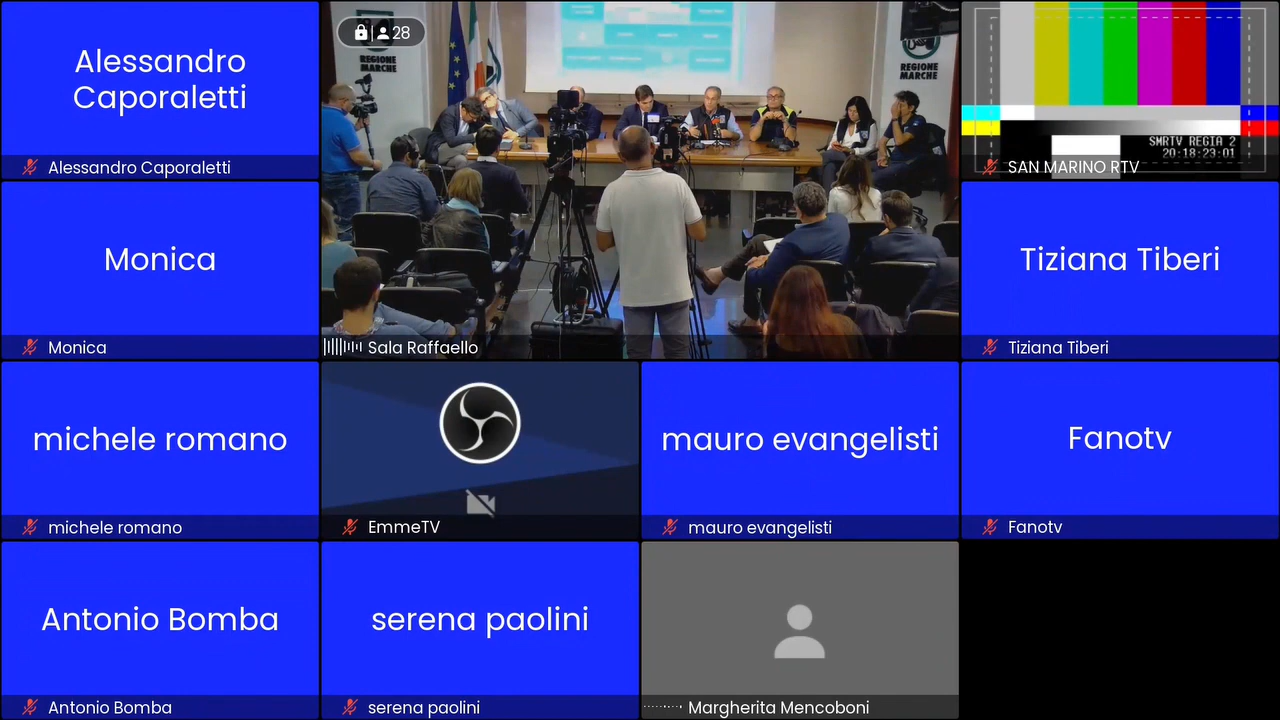 Alessandro
Caporaletti
Alessandro Caporaletti
28
REGIONE
MARCHE
REGIONE
MARCHE
Sala Raffaello
SMRTV REGIA 2
20:18:23:01
SAN MARINO RTV
Monica
Monica
Tiziana Tiberi
Tiziana Tiberi
michele romano
michele romano
EmmeTV
mauro evangelisti
mauro evangelisti
Fanotv
Fanotv
Antonio Bomba
Antonio Bomba
serena paolini
serena paolini
Margherita Mencoboni